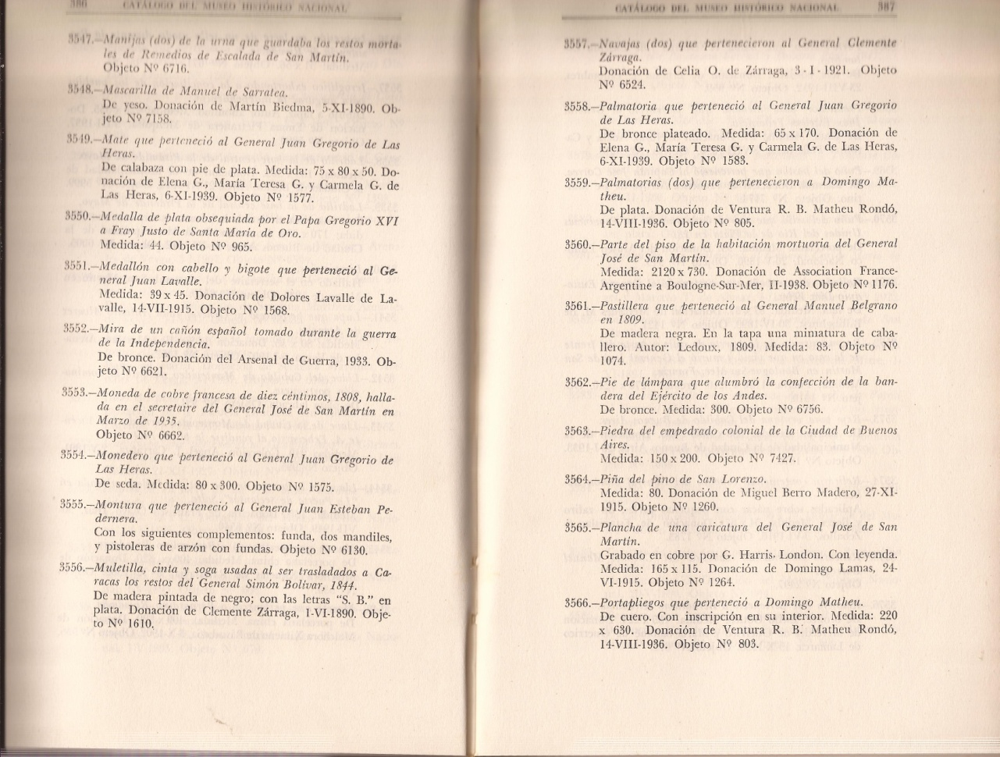 386 CATÁLOGO DEL MUSEO HISTÓRICO NACIONAL
3547.—Manijas (dos) de la urna que guardaba los restos morta-
les de Remedios de Escalada de San Martín.
Objeto Nº 6716.
3548.—Mascarilla de Manuel de Sarratea.
De yeso. Donación de Martín Biedma, 5-XI-1890. Ob-
jeto Nº 7158.
3549.—Mate que perteneció al General Juan Gregorio de Las
Heras.
De calabaza con pie de plata. Medida: 75 x 80 x 50. Do-
nación de Elena G., María Teresa G. y Carmela G. de
Las Heras, 6-XI-1939. Objeto Nº 1577.
3550.—Medalla de plata obsequiada por el Papa Gregorio XVI
a Fray Justo de Santa María de Oro.
Medida: 44. Objeto Nº 965.
3551.—Medallón con cabello y bigote que perteneció al Ge-
neral Juan Lavalle.
Medida: 39 x 45. Donación de Dolores Lavalle de La-
valle, 14-VII-1915. Objeto Nº 1568.
3552.—Mira de un cañón español tomado durante la guerra
de la Independencia.
De bronce. Donación del Arsenal de Guerra, 1933. Ob-
jeto Nº 6621.
3553.—Moneda de cobre francesa de diez céntimos, 1808, halla-
da en el secretaire del General José de San Martín en
Marzo de 1935.
Objeto Nº 6662.
3554.—Monedero que perteneció al General Juan Gregorio de
Las Heras.
De seda. Medida: 80 x 300. Objeto Nº 1575.
3555.—Montura que perteneció al General Juan Esteban Pe-
dernera.
Con los siguientes complementos: funda, dos mandiles,
y pistoleras de arzón con fundas. Objeto Nº 6130.
3556.—Muletilla, cinta y soga usadas al ser trasladados a Ca-
racas los restos del General Simón Bolívar, 1844.
De madera pintada de negro; con las letras “S. B.” en
plata. Donación de Clemente Zárraga, 1-VI-1890. Obje-
to Nº 1610.
CATÁLOGO DEL MUSEO HISTÓRICO NACIONAL 387
3557.—Navajas (dos) que pertenecieron al General Clemente
Zárraga.
Donación de Celia O. de Zárraga, 3-I-1921. Objeto
Nº 6524.
3558.—Palmatoria que perteneció al General Juan Gregorio
de Las Heras.
De bronce plateado. Medida: 65 x 170. Donación de
Elena G., María Teresa G. y Carmela G. de Las Heras,
6-XI-1939. Objeto Nº 1583.
3559.—Palmatorias (dos) que pertenecieron a Domingo Ma-
theu.
De plata. Donación de Ventura R. B. Matheu Rondó,
14-VIII-1936. Objeto Nº 805.
3560.—Parte del piso de la habitación mortuoria del General
José de San Martín.
Medida: 2120 x 730. Donación de Association France-
Argentine a Boulogne-Sur-Mer, II-1938. Objeto Nº 1176.
3561.—Pastillera que perteneció al General Manuel Belgrano
en 1809.
De madera negra. En la tapa una miniatura de caba-
llero. Autor: Ledoux, 1809. Medida: 83. Objeto Nº
1074.
3562.—Pie de lámpara que alumbró la confección de la ban-
dera del Ejército de los Andes.
De bronce. Medida: 300. Objeto Nº 6756.
3563.—Piedra del empedrado colonial de la Ciudad de Buenos
Aires.
Medida: 150 x 200. Objeto Nº 7427.
3564.—Piña del pino de San Lorenzo.
Medida: 80. Donación de Miguel Berro Madero, 27-XI-
1915. Objeto Nº 1260.
3565.—Plancha de una caricatura del General José de San
Martín.
Grabado en cobre por G. Harris. London. Con leyenda.
Medida: 165 x 115. Donación de Domingo Lamas, 24-
VI-1915. Objeto Nº 1264.
3566.—Portapliegos que perteneció a Domingo Matheu.
De cuero. Con inscripción en su interior. Medida: 220
x 630. Donación de Ventura R. B. Matheu Rondó,
14-VIII-1936. Objeto Nº 803.